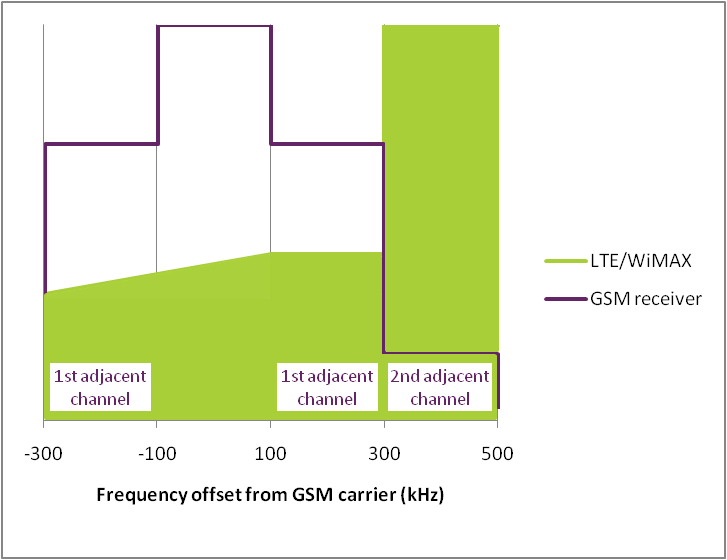 LTE/WiMAX
GSM receiver
1st adjacent
channel
1st adjacent
channel
2nd adjacent
channel
-300
-100
100
300
500
Frequency offset from GSM carrier (kHz)